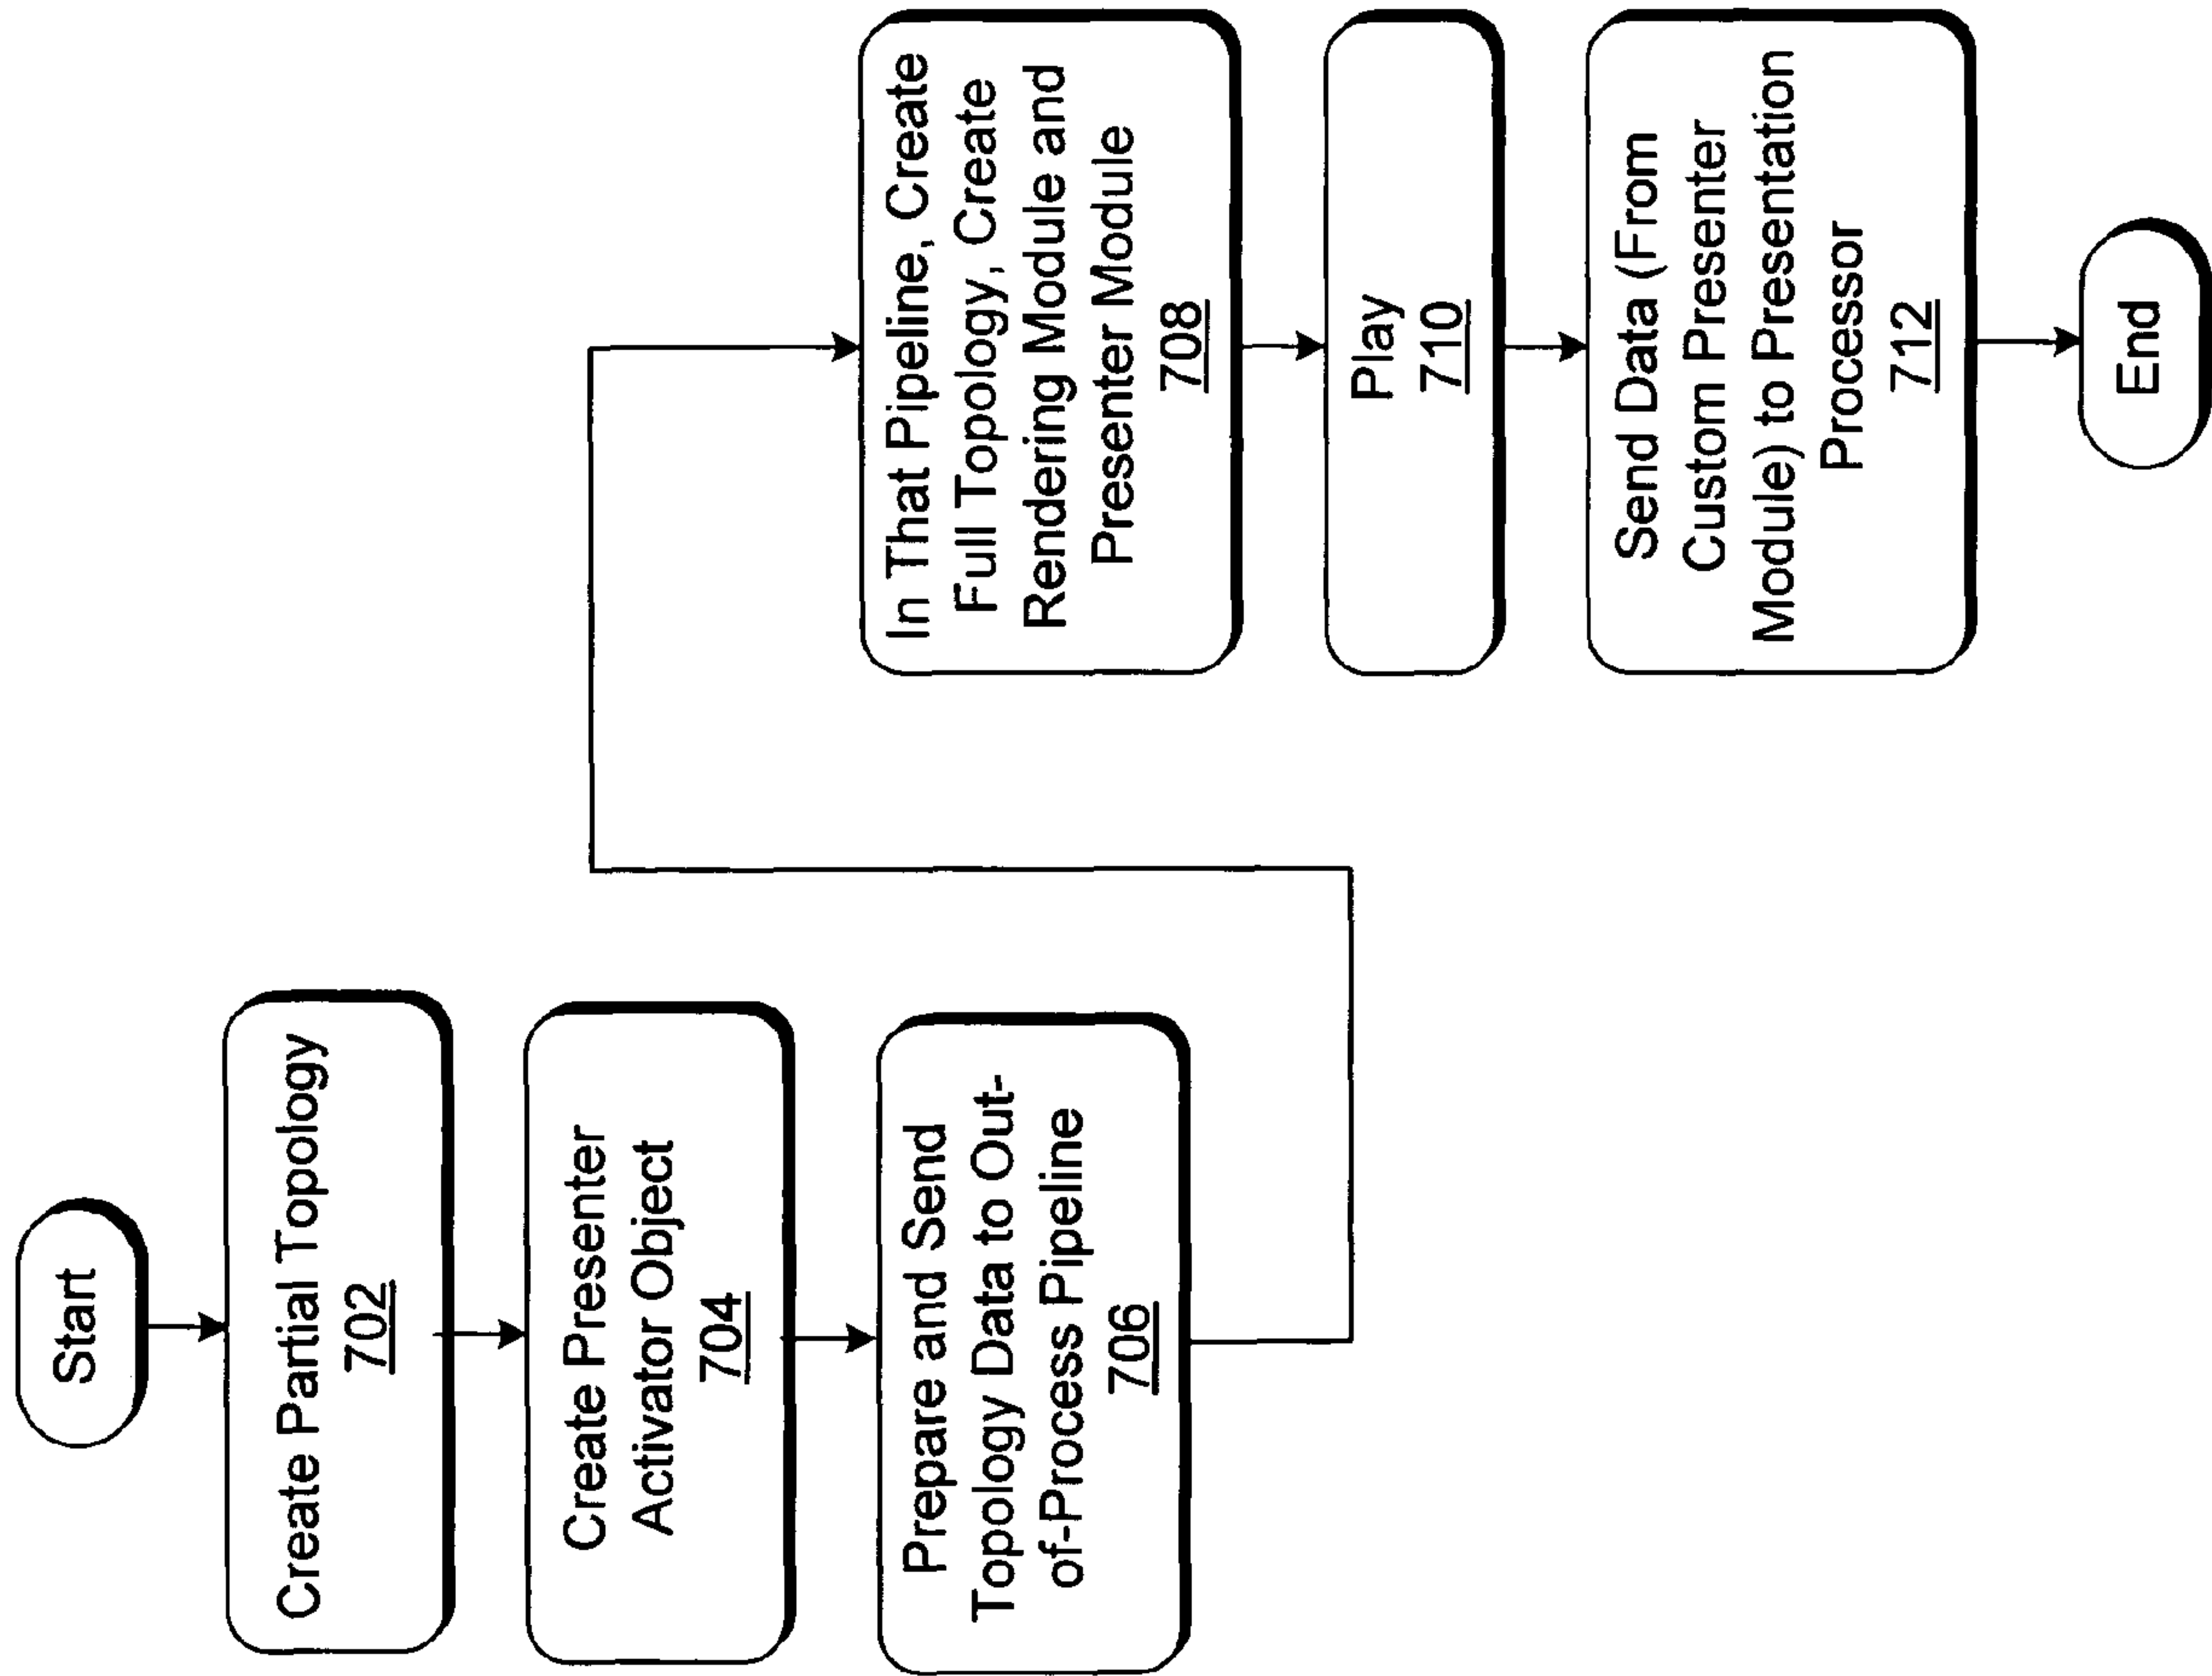 Start
Create Partial Topology
702
Create Presenter
Activator Object
704
Prepare and Send
Topology Data to Out-
of-Process Pipeline
706
In That Pipeline, Create
Full Topology, Create
Rendering Module and
Presenter Module
708
Play
710
Send Data (From
Custom Presenter
Module) to Presentation
Processor
712
End